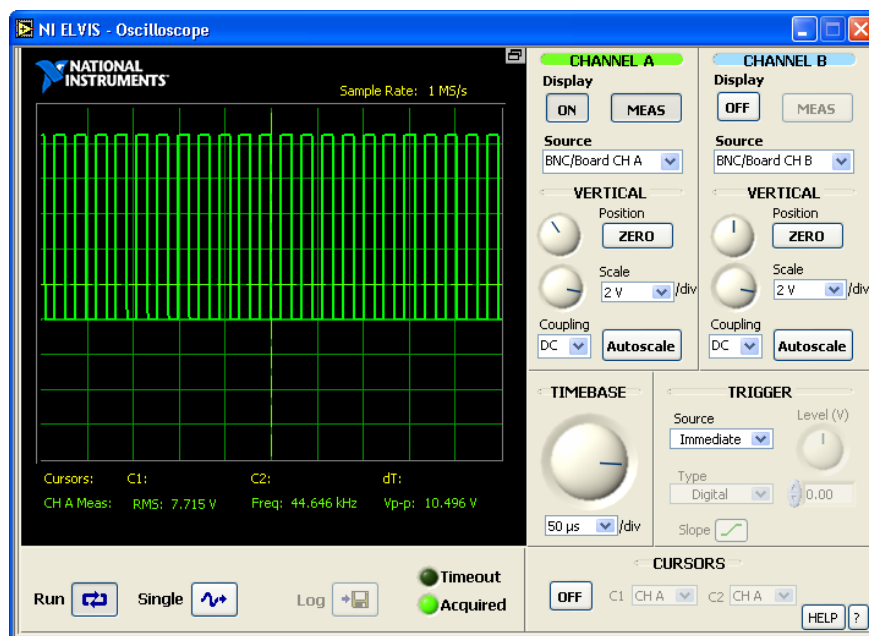 NI ELVIS - Oscilloscope
NATIONAL
INSTRUMENTS™
Sample Rate: 1 MS/s
Cursors: C1: C2: dT:
CH A Meas: RMS: 7.715 V Freq: 44.646 kHz Vp-p: 10.496 V
CHANNEL A
Display
ON MEAS
Source
BNC/Board CH A
VERTICAL
Position
ZERO
Scale
2 V /div
Coupling
DC Autoscale
CHANNEL B
Display
OFF MEAS
Source
BNC/Board CH B
VERTICAL
Position
ZERO
Scale
2 V /div
Coupling
DC Autoscale
TIMEBASE
50 µs /div
TRIGGER
Source Level (V)
Immediate
Type
Digital 0.00
Slope
Run Single Log
Timeout
Acquired
CURSORS
OFF C1 CH A C2 CH A
HELP ?